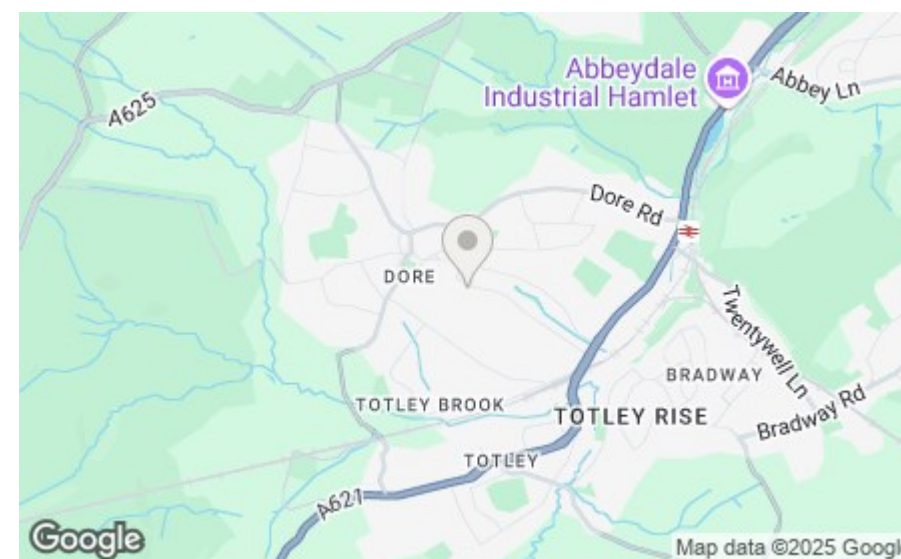 Abbeydale
Industrial Hamlet
Abbey Ln
A625
Dore Rd
DORE
Twentywell Ln
BRADWAY
TOTLEY BROOK
TOTLEY RISE
Bradway Rd
TOTLEY
A621
Google
Map data ©2025 Googl